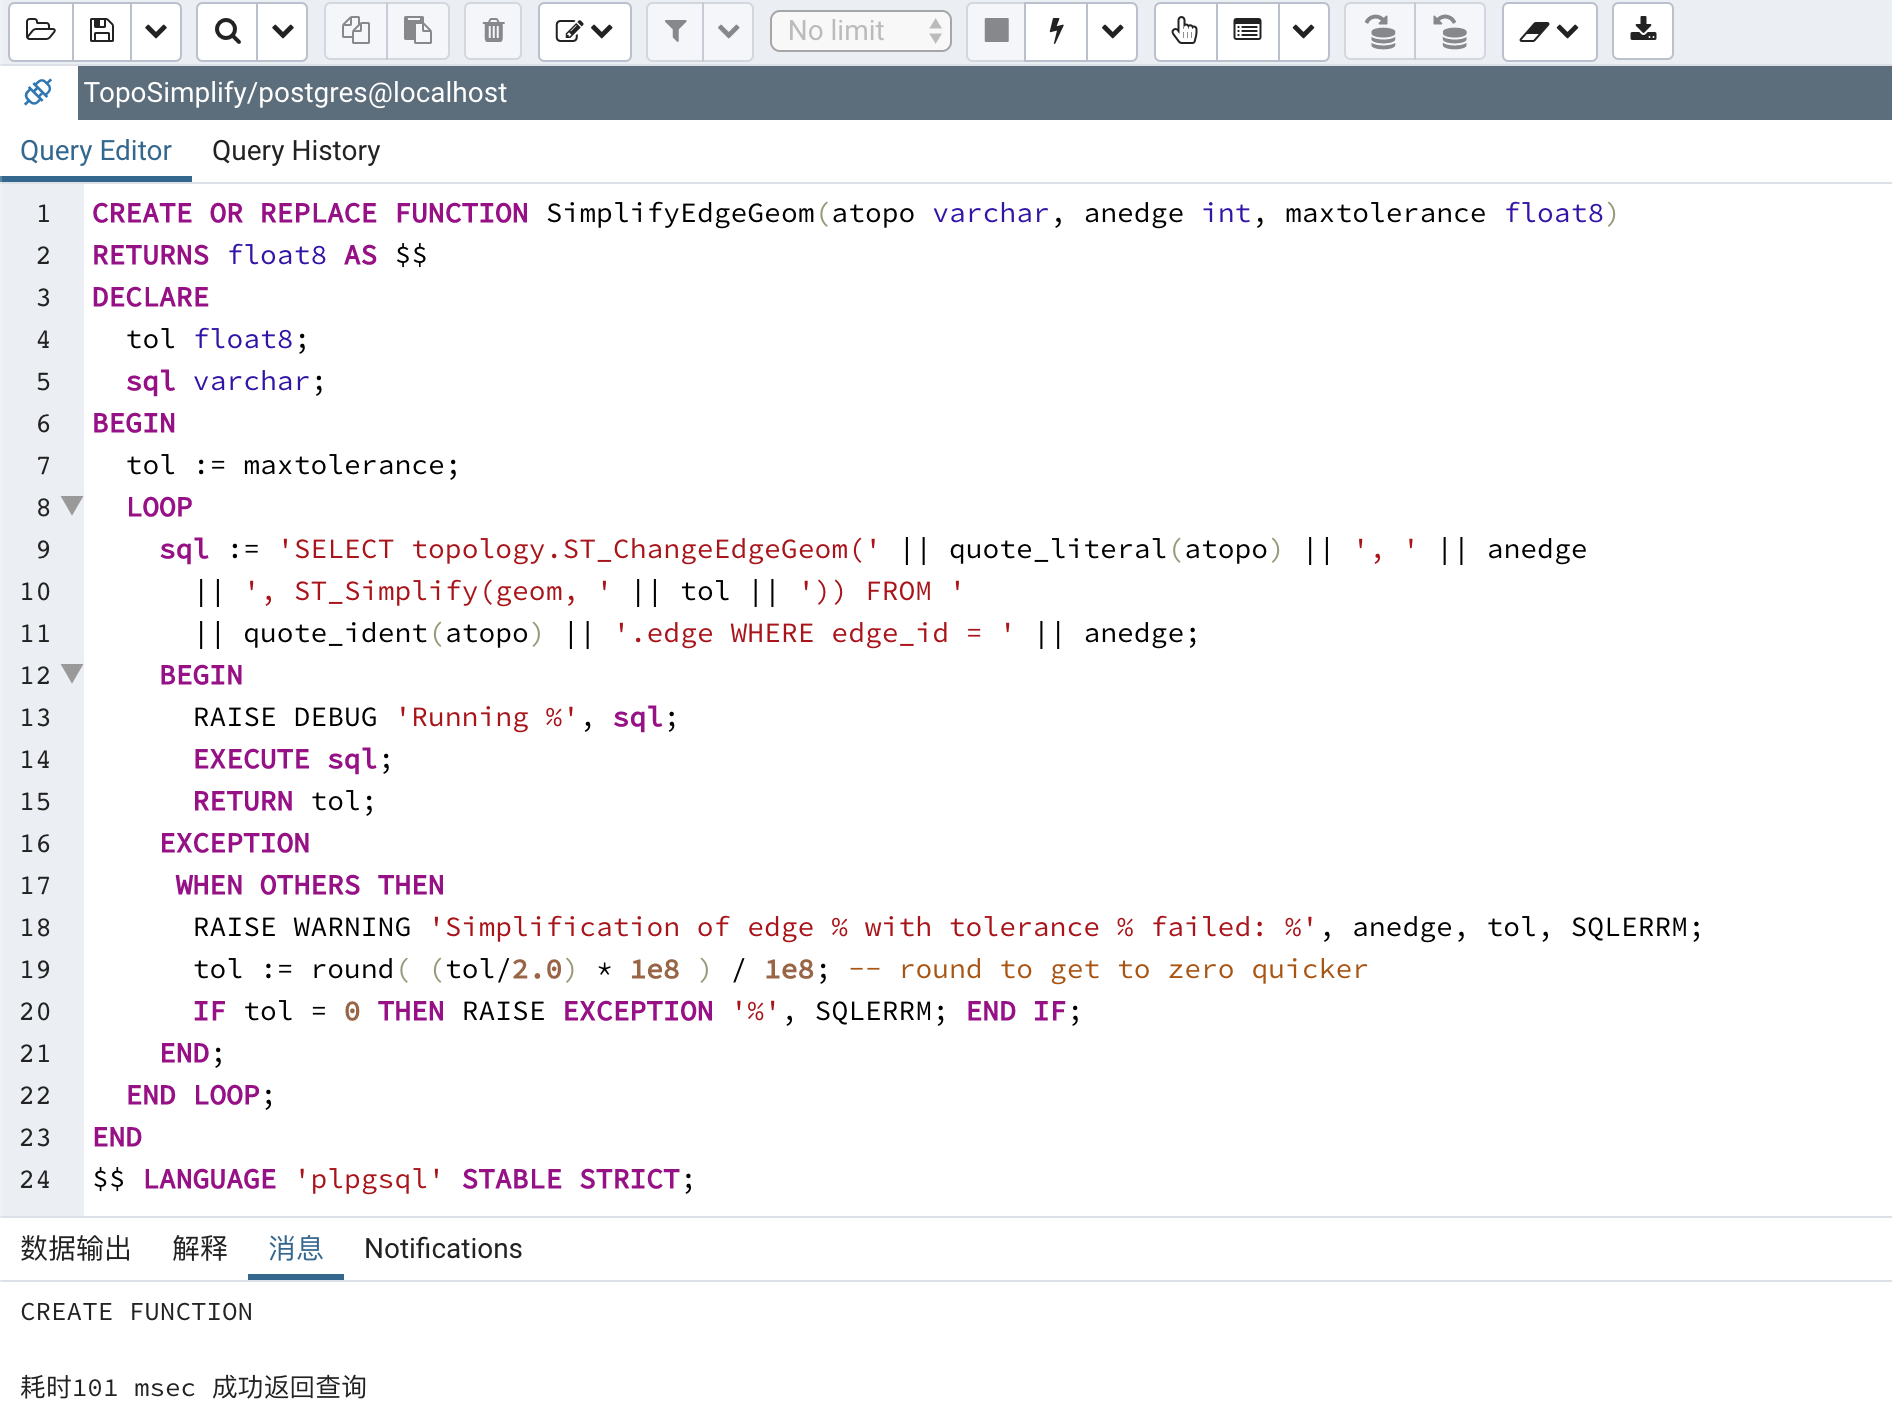 No limit
TopoSimplify/postgres@localhost
Query Editor Query History
1 CREATE OR REPLACE FUNCTION SimplifyEdgeGeom(atopo varchar, anedge int, maxtolerance float8)
2 RETURNS float8 AS $$
3 DECLARE
4   tol float8;
5   sql varchar;
6 BEGIN
7   tol := maxtolerance;
8   LOOP
9     sql := 'SELECT topology.ST_ChangeEdgeGeom(' || quote_literal(atopo) || ', ' || anedge
10       || ', ST_Simplify(geom, ' || tol || ')) FROM '
11       || quote_ident(atopo) || '.edge WHERE edge_id = ' || anedge;
12     BEGIN
13       RAISE DEBUG 'Running %', sql;
14       EXECUTE sql;
15       RETURN tol;
16     EXCEPTION
17      WHEN OTHERS THEN
18       RAISE WARNING 'Simplification of edge % with tolerance % failed: %', anedge, tol, SQLERRM;
19       tol := round( (tol/2.0) * 1e8 ) / 1e8; -- round to get to zero quicker
20       IF tol = 0 THEN RAISE EXCEPTION '%', SQLERRM; END IF;
21     END;
22   END LOOP;
23 END
24 $$ LANGUAGE 'plpgsql' STABLE STRICT;
数据输出 解释 消息 Notifications
CREATE FUNCTION
耗时101 msec 成功返回查询